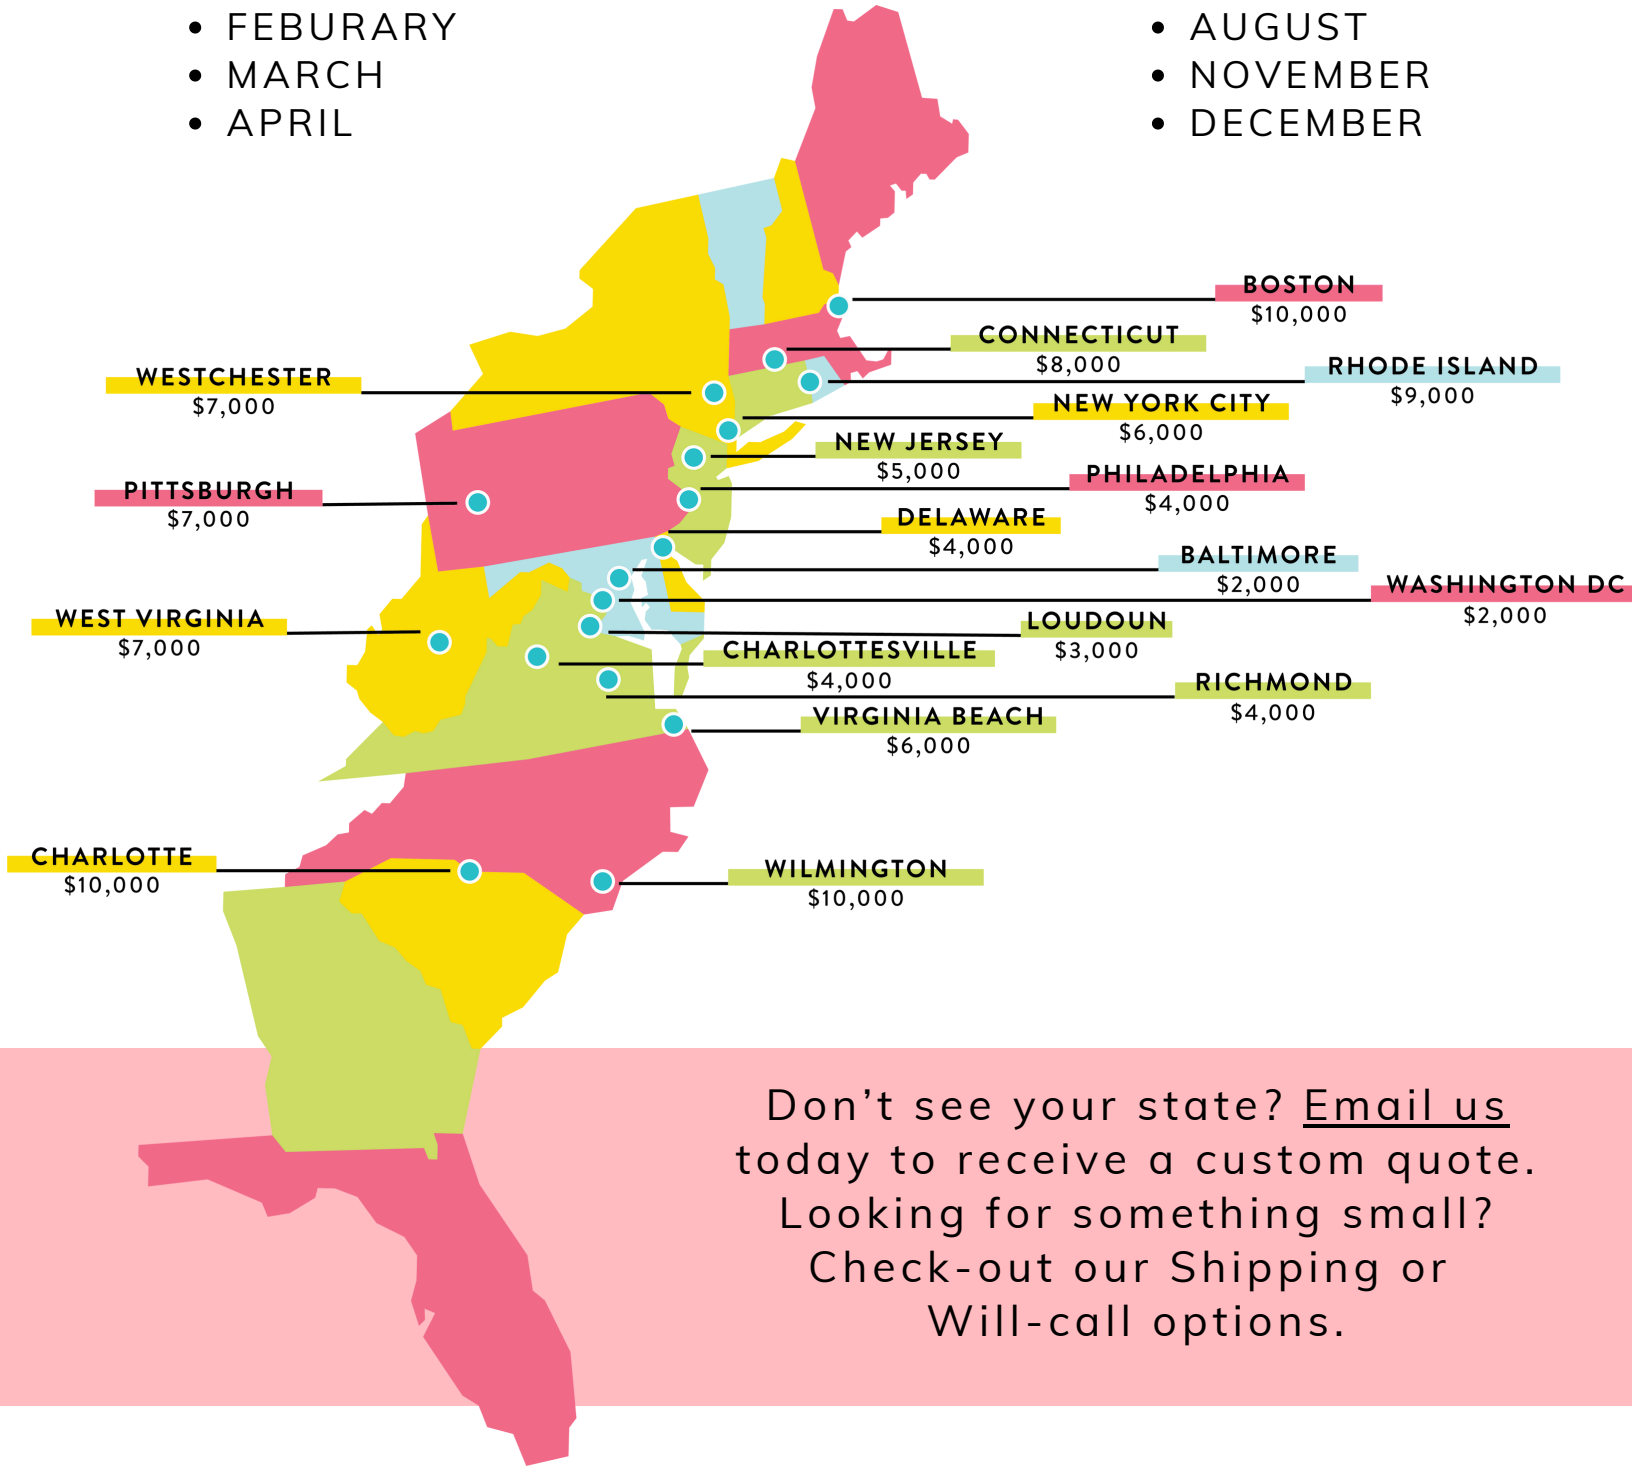 • FEBURARY
• MARCH
• APRIL
• AUGUST
• NOVEMBER
• DECEMBER
BOSTON
$10,000
CONNECTICUT
$8,000
RHODE ISLAND
$9,000
WESTCHESTER
$7,000
NEW YORK CITY
$6,000
NEW JERSEY
$5,000
PHILADELPHIA
$4,000
PITTSBURGH
$7,000
DELAWARE
$4,000
BALTIMORE
$2,000
WASHINGTON DC
$2,000
WEST VIRGINIA
$7,000
LOUDOUN
$3,000
CHARLOTTESVILLE
$4,000
RICHMOND
$4,000
VIRGINIA BEACH
$6,000
CHARLOTTE
$10,000
WILMINGTON
$10,000
Don’t see your state? Email us
today to receive a custom quote.
Looking for something small?
Check-out our Shipping or
Will-call options.